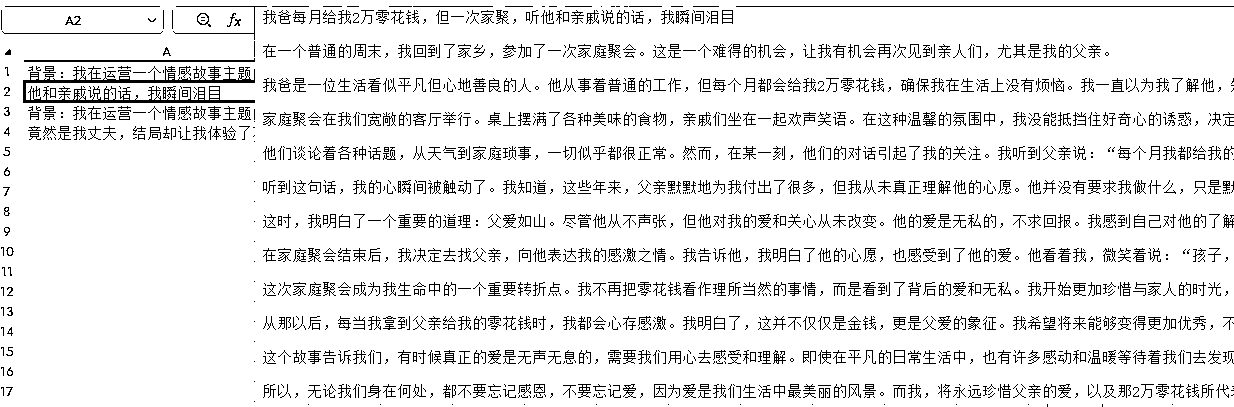 A2
fx
我爸每月给我2万零花钱，但一次家聚，听他和亲戚说的话，我瞬间泪目
在一个普通的周末，我回到了家乡，参加了一次家庭聚会。这是一个难得的机会，让我有机会再次见到亲人们，尤其是我的父亲。
A
1 背景：我在运营一个情感故事主题
我爸是一位生活看似平凡但心地善良的人。他从事着普通的工作，但每个月都会给我2万零花钱，确保我在生活上没有烦恼。我一直以为我了解他，
2 他和亲戚说的话，我瞬间泪目
3 背景：我在运营一个情感故事主题
家庭聚会在我们宽敞的客厅举行。桌上摆满了各种美味的食物，亲戚们坐在一起欢声笑语。在这种温馨的氛围中，我没能抵挡住好奇心的诱惑，决定
4 竟然是我丈夫，结局却让我体验了
5
他们谈论着各种话题，从天气到家庭琐事，一切似乎都很正常。然而，在某一刻，他们的对话引起了我的关注。我听到父亲说：“每个月我都给我的
6
7
听到这句话，我的心瞬间被触动了。我知道，这些年来，父亲默默地为我付出了很多，但我从未真正理解他的心愿。他并没有要求我做什么，只是默
8
这时，我明白了一个重要的道理：父爱如山。尽管他从不声张，但他对我的爱和关心从未改变。他的爱是无私的，不求回报。我感到自己对他的了解
9
10
在家庭聚会结束后，我决定去找父亲，向他表达我的感激之情。我告诉他，我明白了他的心愿，也感受到了他的爱。他看着我，微笑着说：“孩子，
11
12
这次家庭聚会成为我生命中的一个重要转折点。我不再把零花钱看作理所当然的事情，而是看到了背后的爱和无私。我开始更加珍惜与家人的时光，
13
从那以后，每当我拿到父亲给我的零花钱时，我都会心存感激。我明白了，这并不仅仅是金钱，更是父爱的象征。我希望将来能够变得更加优秀，不
14
15
这个故事告诉我们，有时候真正的爱是无声无息的，需要我们用心去感受和理解。即使在平凡的日常生活中，也有许多感动和温暖等待着我们去发现
16
17
所以，无论我们身在何处，都不要忘记感恩，不要忘记爱，因为爱是我们生活中最美丽的风景。而我，将永远珍惜父亲的爱，以及那2万零花钱所代